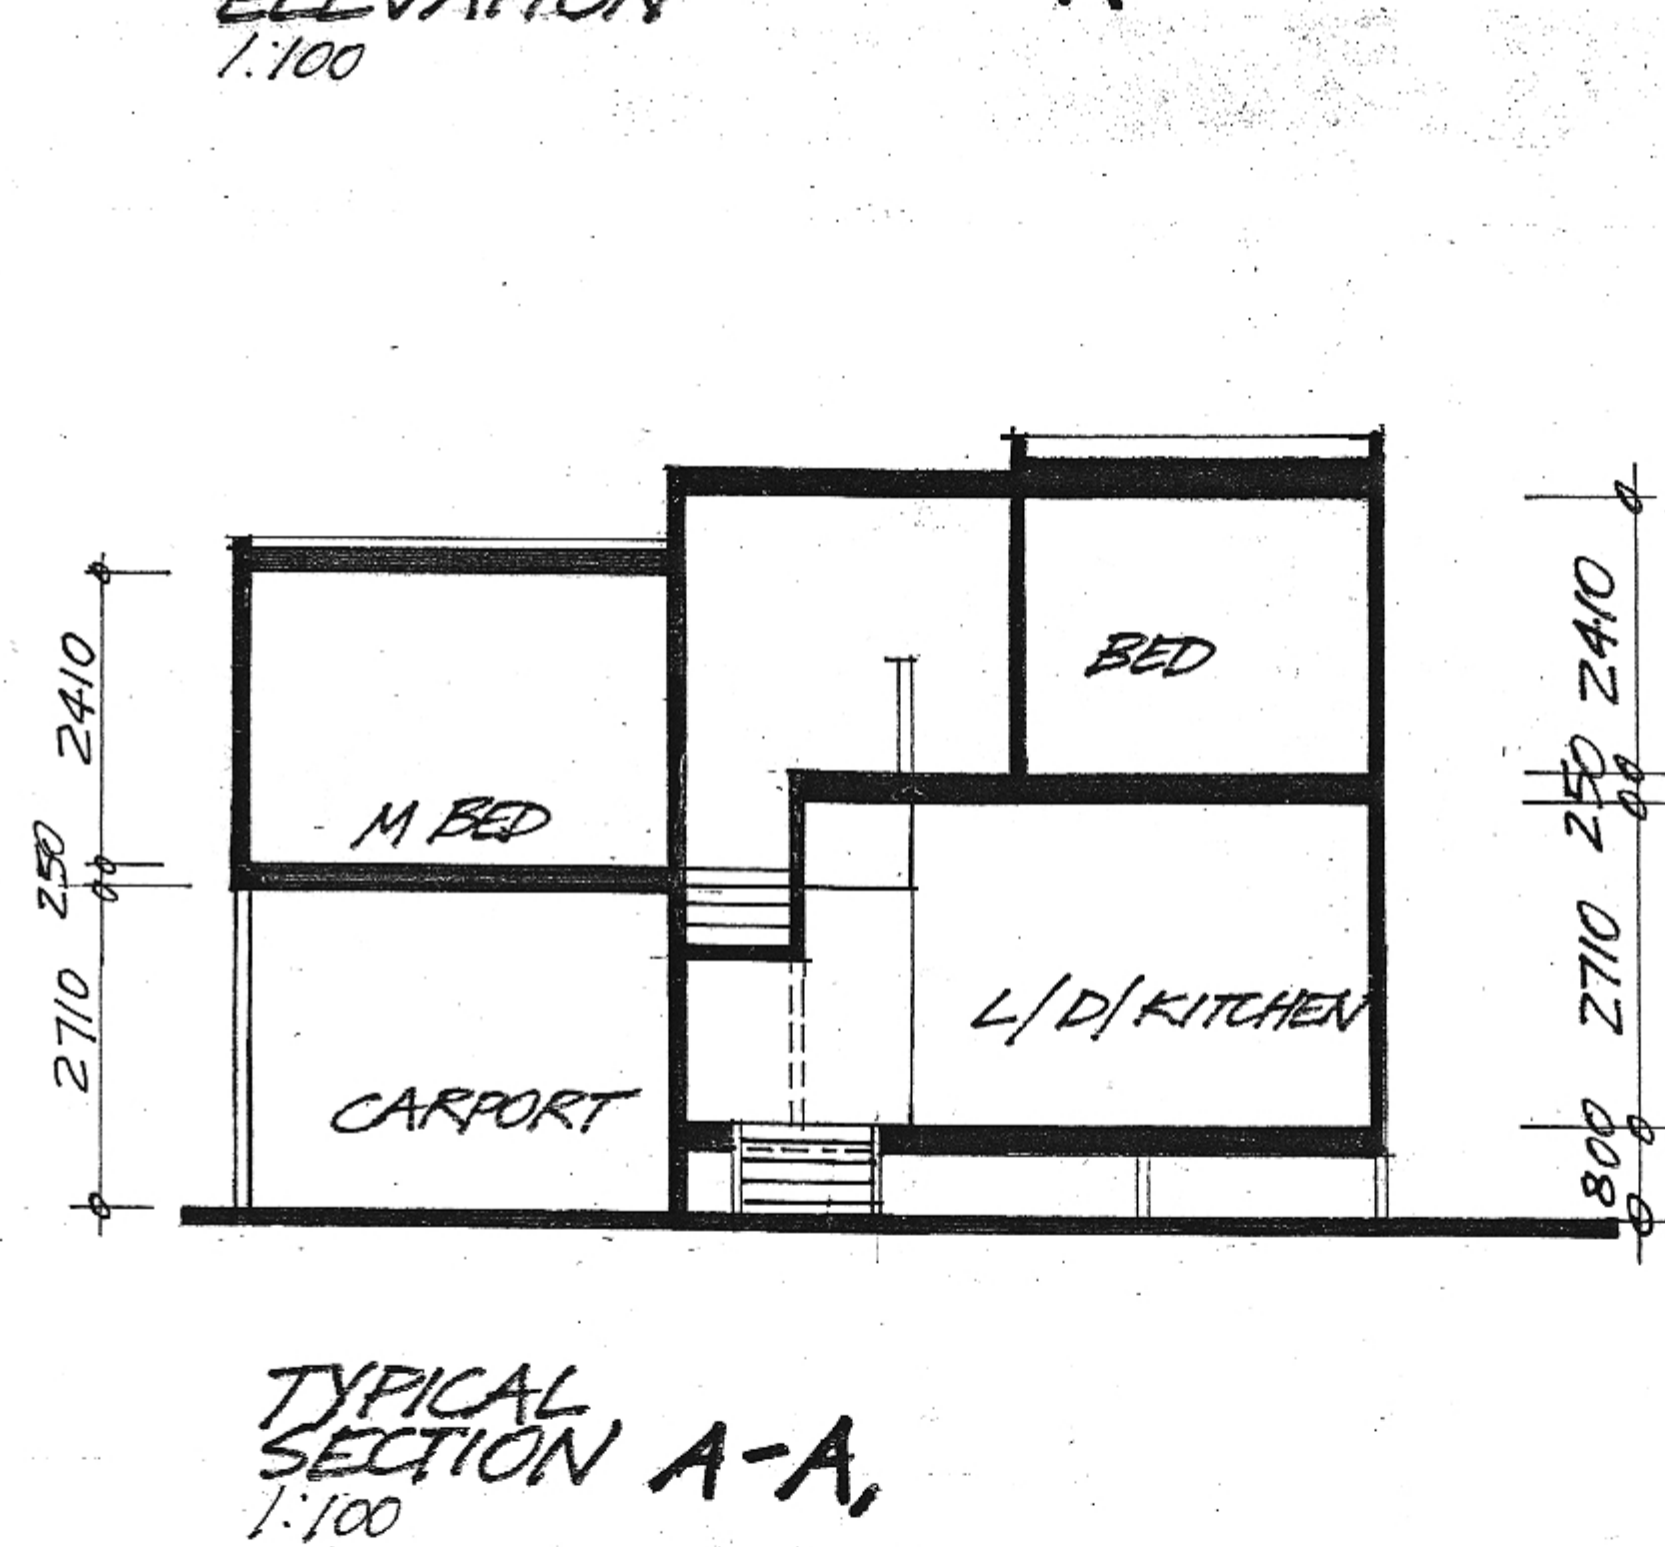 ELEVATION
1:100
2410
BED
2410
250
M BED
250
L/D/KITCHEN
2710
2710
CARPORT
800
TYPICAL
SECTION A-A,
1:100